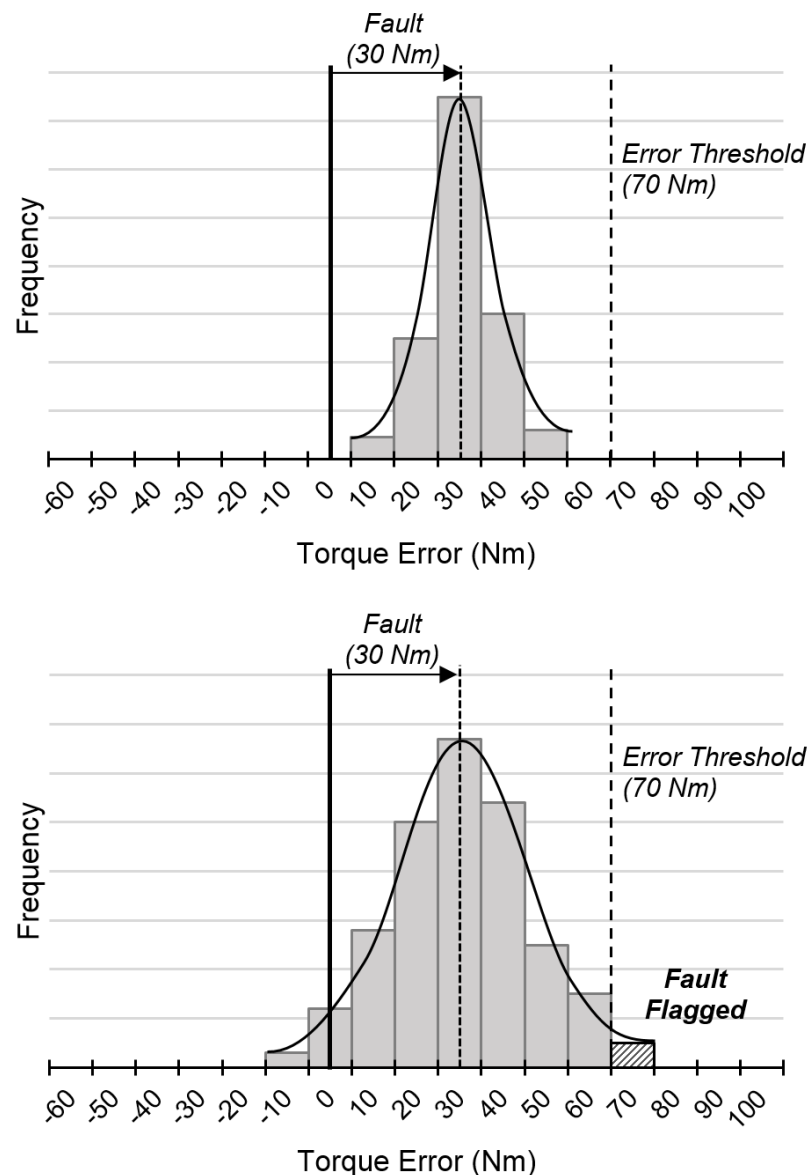 Fault
(30 Nm)
Error Threshold
(70 Nm)
Frequency
-60 -50 -40 -30 -20 -10 0 10 20 30 40 50 60 70 80 90 100
Torque Error (Nm)
Fault
(30 Nm)
Error Threshold
(70 Nm)
Fault
Flagged
Frequency
-60 -50 -40 -30 -20 -10 0 10 20 30 40 50 60 70 80 90 100
Torque Error (Nm)